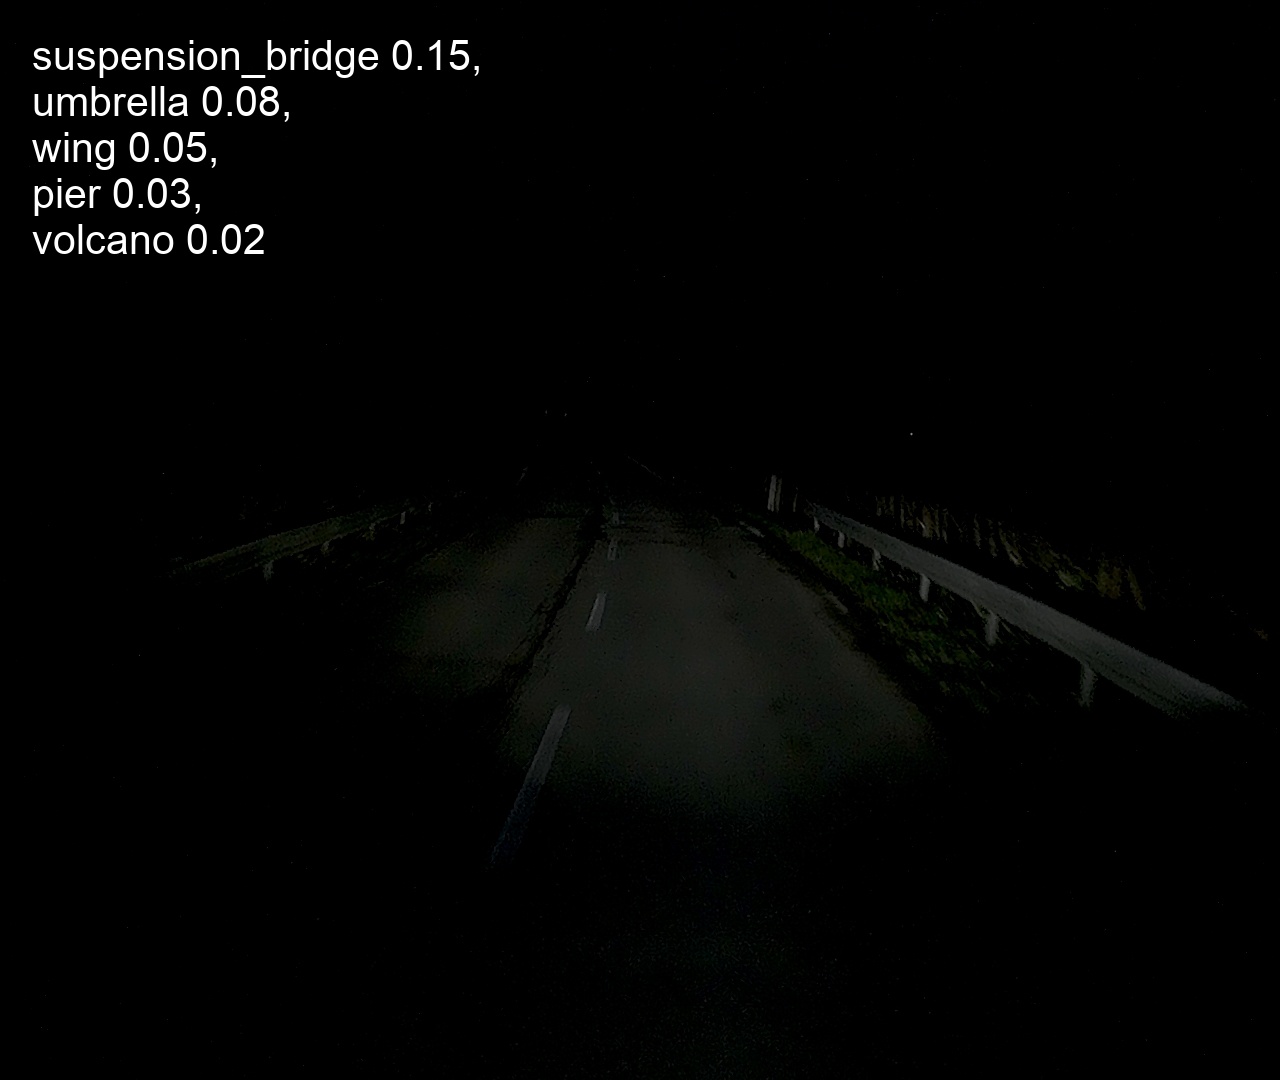 suspension_bridge 0.15,
umbrella 0.08,
wing 0.05,
pier 0.03,
volcano 0.02